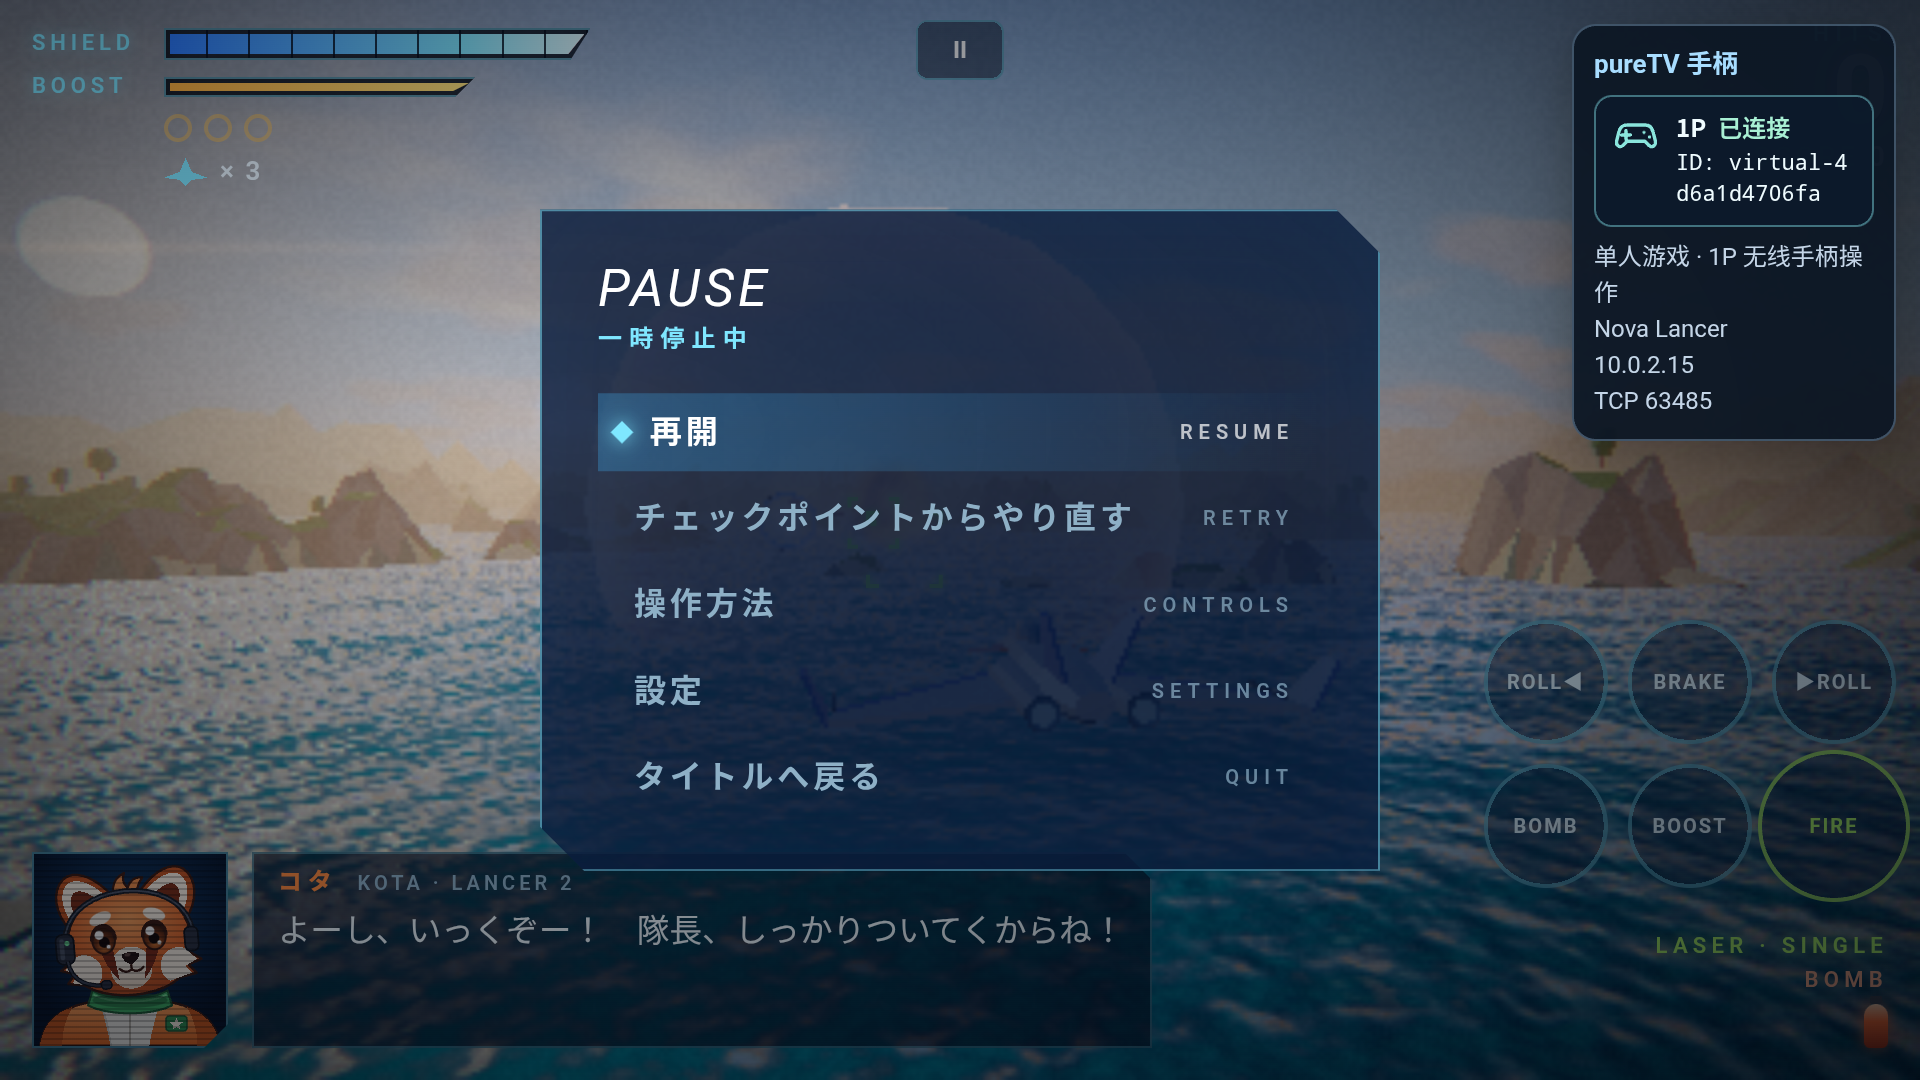 SHIELD
BOOST
× 3
pureTV 手柄
1P 已连接
ID: virtual-4
d6a1d4706fa
单人游戏 · 1P 无线手柄操
作
Nova Lancer
10.0.2.15
TCP 63485
PAUSE
一時停止中
再開 RESUME
チェックポイントからやり直す RETRY
操作方法 CONTROLS
設定 SETTINGS
タイトルへ戻る QUIT
ROLL◀ BRAKE ▶ROLL
BOMB BOOST FIRE
LASER · SINGLE
BOMB
コタ KOTA · LANCER 2
よーし、いっくぞー！ 隊長、しっかりついてくからね！